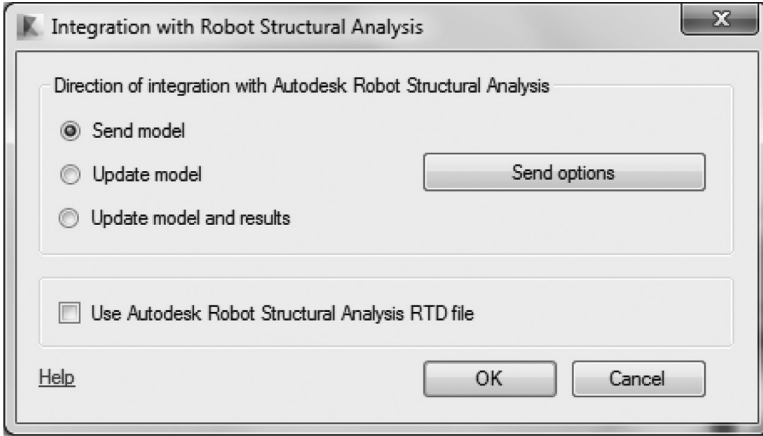 Integration with Robot Structural Analysis
Direction of integration with Autodesk Robot Structural Analysis
Send model
Update model
Send options
Update model and results
Use Autodesk Robot Structural Analysis RTD file
Help
OK
Cancel